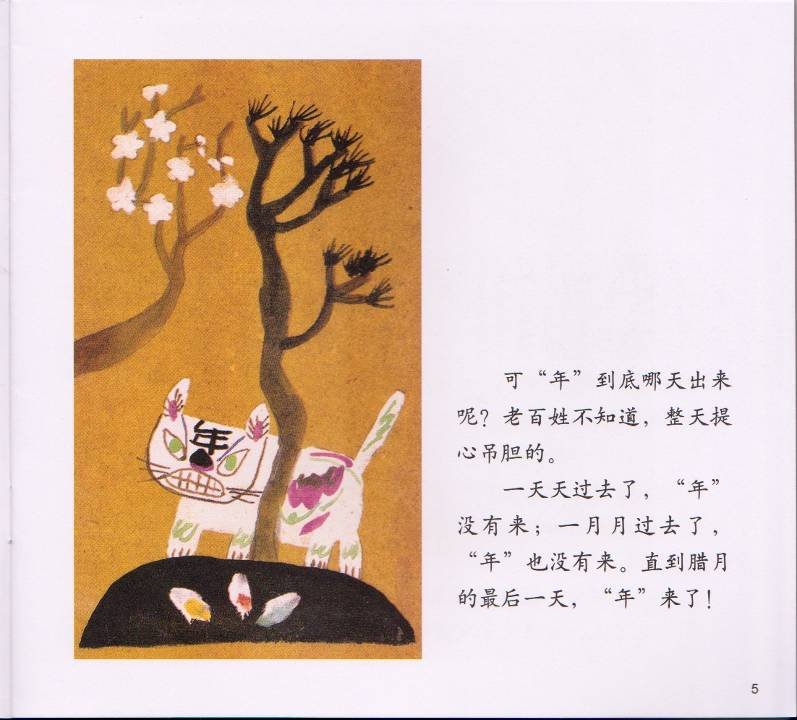 年
可“年”到底哪天出来
呢？老百姓不知道，整天提
心吊胆的。
一天天过去了，“年”
没有来；一月月过去了，
“年”也没有来。直到腊月
的最后一天，“年”来了！
5